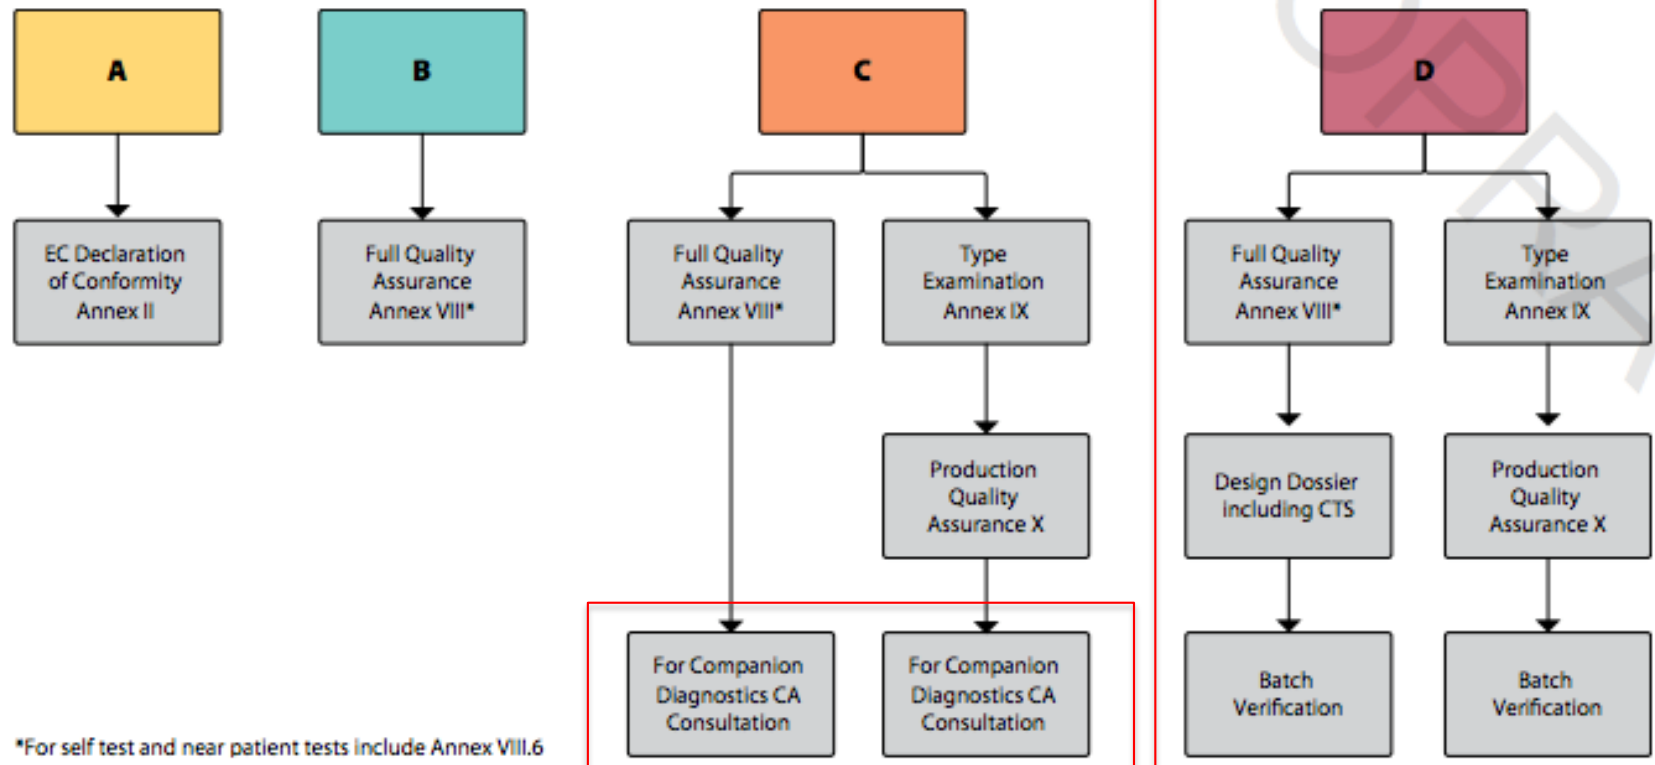 A
B
C
D
EC Declaration
of Conformity
Annex II
Full Quality
Assurance
Annex VIII*
Full Quality
Assurance
Annex VIII*
Type
Examination
Annex IX
Full Quality
Assurance
Annex VIII*
Type
Examination
Annex IX
Production
Quality
Assurance X
Design Dossier
including CTS
Production
Quality
Assurance X
For Companion
Diagnostics CA
Consultation
For Companion
Diagnostics CA
Consultation
Batch
Verification
Batch
Verification
*For self test and near patient tests include Annex VIII.6